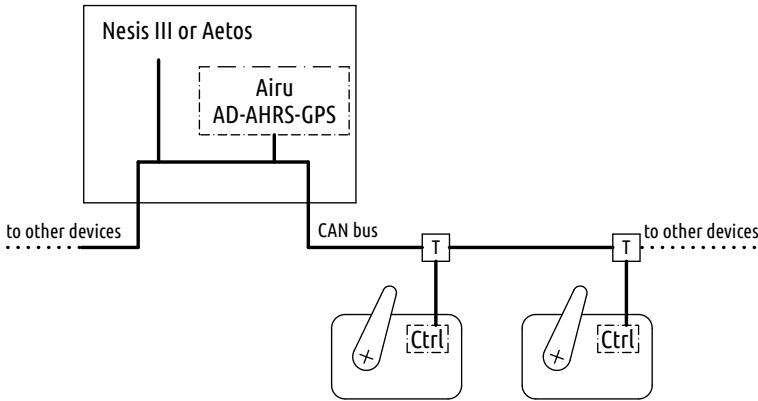 Nesis III or Aetos
Airu
AD-AHRS-GPS
to other devices
CAN bus
T
T
to other devices
Ctrl
Ctrl